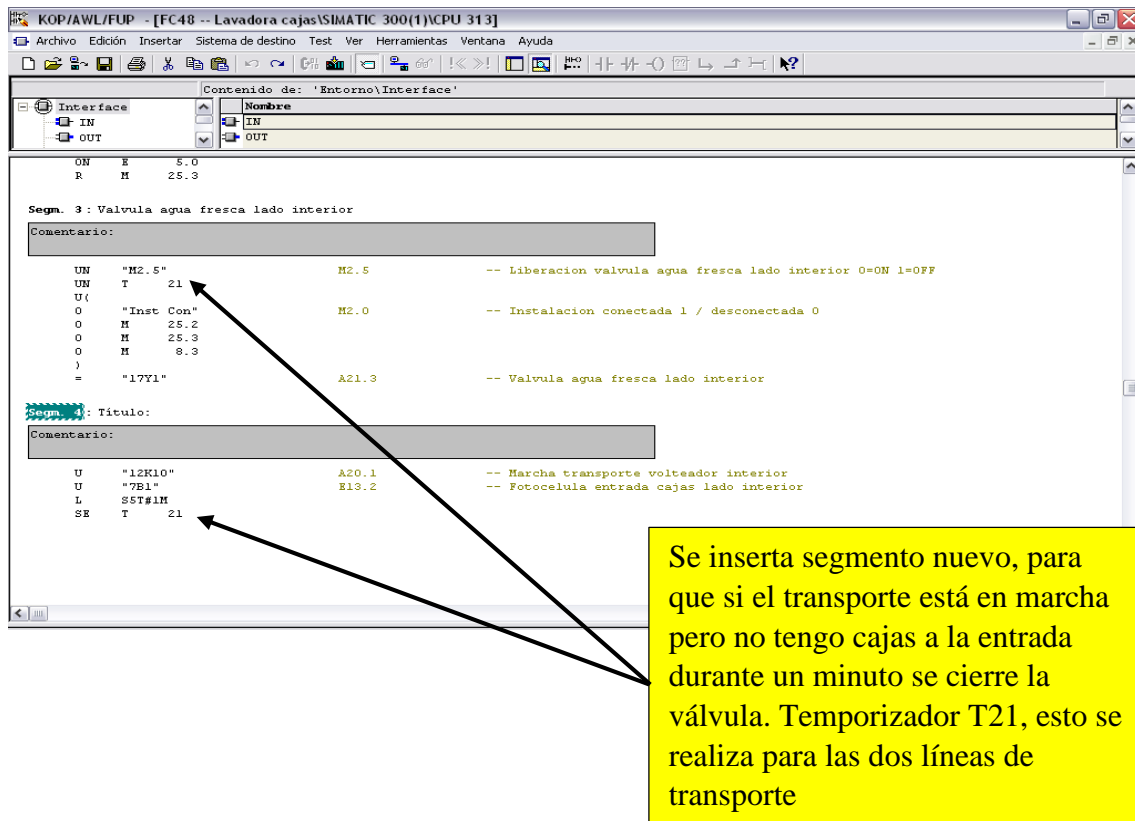 KOP/AWL/FUP - [FC48 -- Lavadora cajas\SIMATIC 300(1)\CPU 313]
Archivo Edición Insertar Sistema de destino Test Ver Herramientas Ventana Ayuda
Contenido de: 'Entorno\Interface'
Interface
IN
OUT
Nombre
IN
OUT
ON E 5.0
R M 25.3
Segm. 3 : Valvula agua fresca lado interior
Comentario:
UN "M2.5" M2.5 -- Liberacion valvula agua fresca lado interior 0=ON 1=OFF
UN T 21
U(
O "Inst Con" M2.0 -- Instalacion conectada 1 / desconectada 0
O M 25.2
O M 25.3
O M 8.3
)
= "17Y1" A21.3 -- Valvula agua fresca lado interior
Segm. 4 : Título:
Comentario:
U "12K10" A20.1 -- Marcha transporte volteador interior
U "7B1" E13.2 -- Fotocelula entrada cajas lado interior
L S5T#1M
SE T 21
Se inserta segmento nuevo, para
que si el transporte está en marcha
pero no tengo cajas a la entrada
durante un minuto se cierre la
válvula. Temporizador T21, esto se
realiza para las dos líneas de
transporte